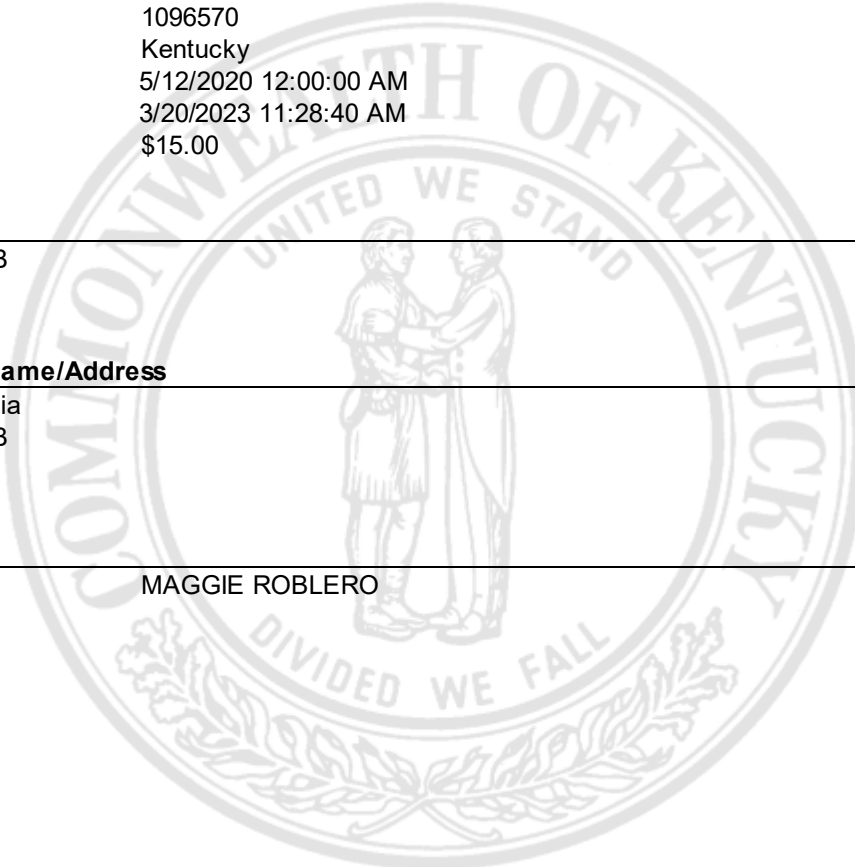 1096570
Kentucky
5/12/2020 12:00:00 AM
3/20/2023 11:28:40 AM
$15.00
3
ame/Address
ia
3
MAGGIE ROBLERO
COMMONWEALTH OF KENTUCKY
UNITED WE STAND
DIVIDED WE FALL